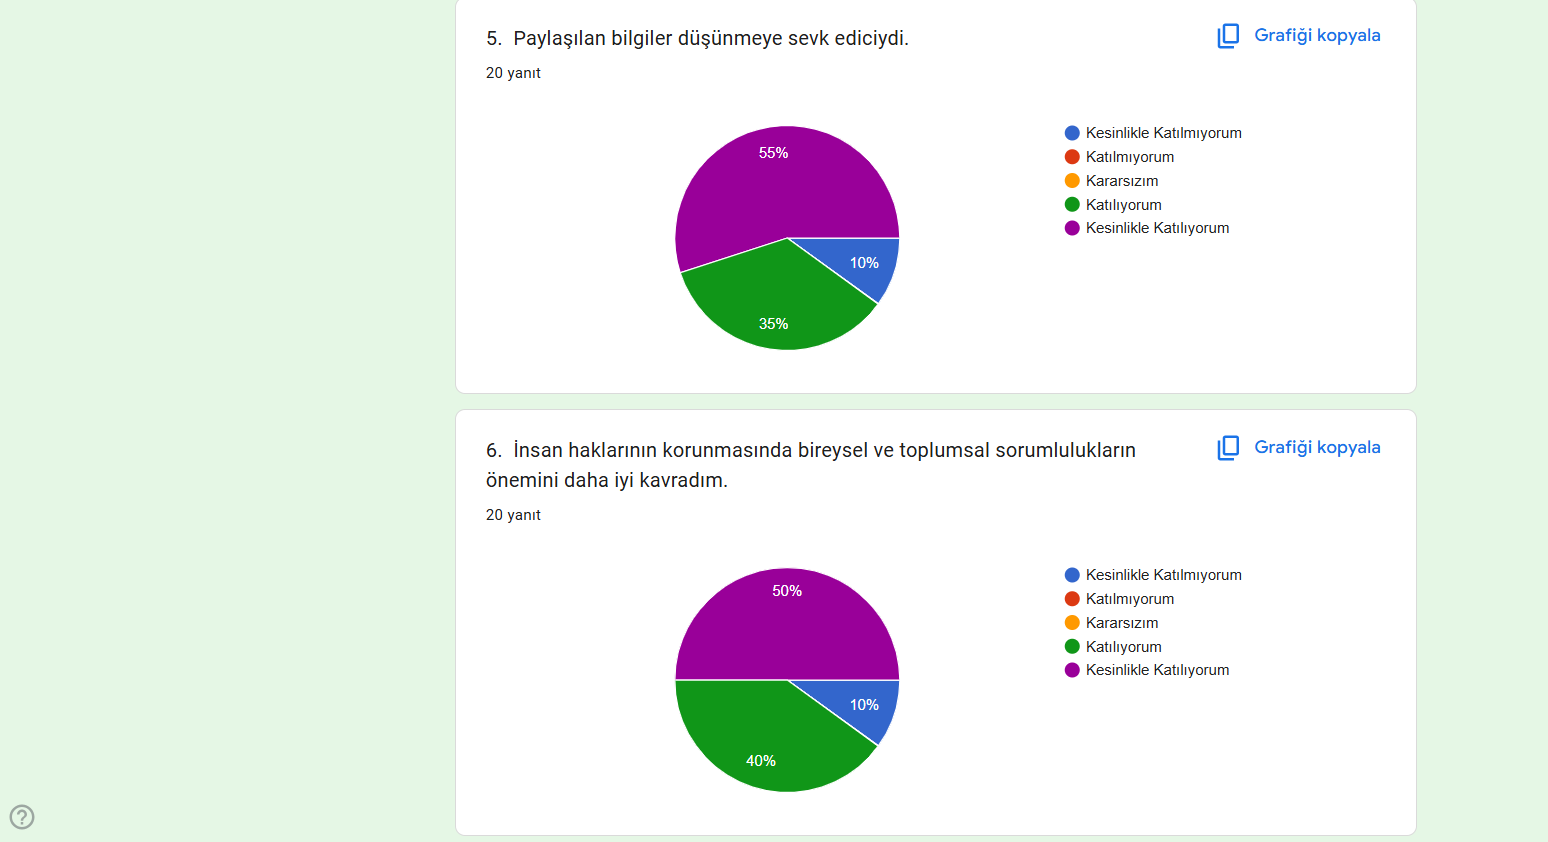 5. Paylaşılan bilgiler düşünmeye sevk ediciydi.
Grafiği kopyala
20 yanıt
55%
10%
35%
Kesinlikle Katılmıyorum
Katılmıyorum
Kararsızım
Katılıyorum
Kesinlikle Katılıyorum
6. İnsan haklarının korunmasında bireysel ve toplumsal sorumlulukların
önemini daha iyi kavradım.
Grafiği kopyala
20 yanıt
50%
10%
40%
Kesinlikle Katılmıyorum
Katılmıyorum
Kararsızım
Katılıyorum
Kesinlikle Katılıyorum